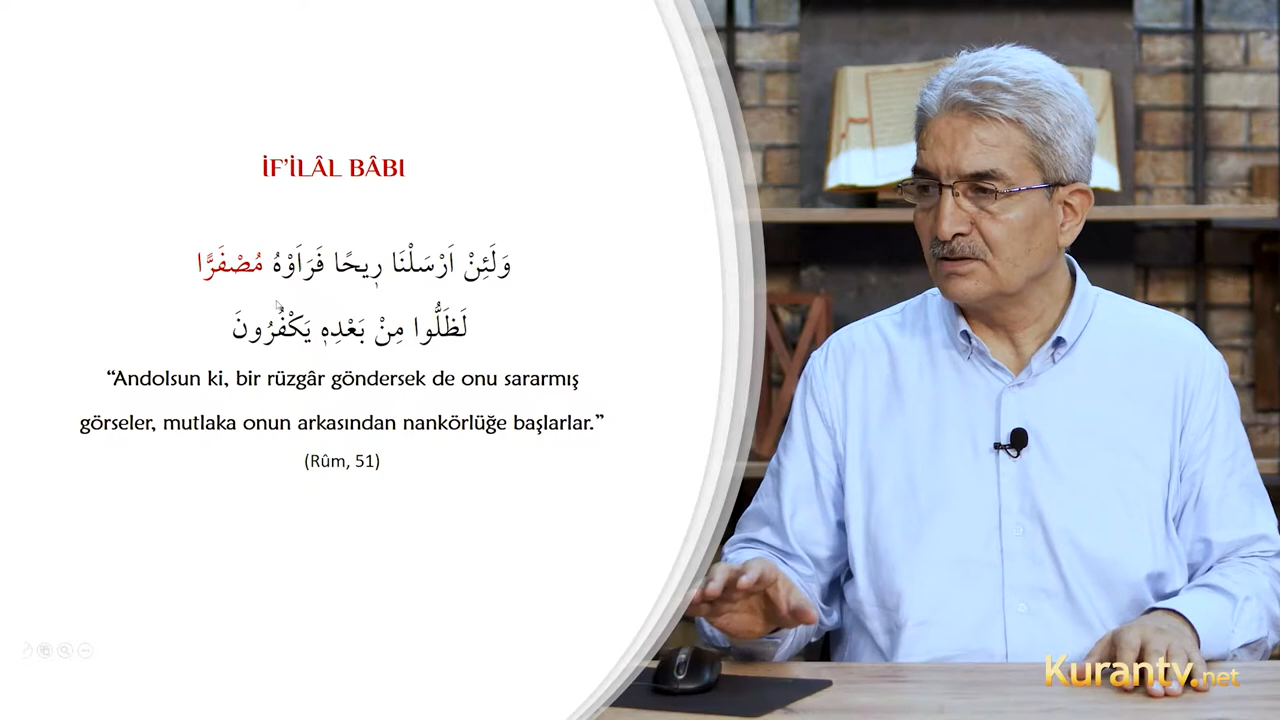 İF’İLÂL BÂBI
وَلَئِنْ اَرْسَلْنَا ر۪يحًا فَرَاَوْهُ مُصْفَرًّا
لَظَلُّوا مِنْ بَعْدِه۪ يَكْفُرُونَ
“Andolsun ki, bir rüzgâr göndersek de onu sararmış
görseler, mutlaka onun arkasından nankörlüğe başlarlar.”
(Rûm, 51)
Kurantv.net